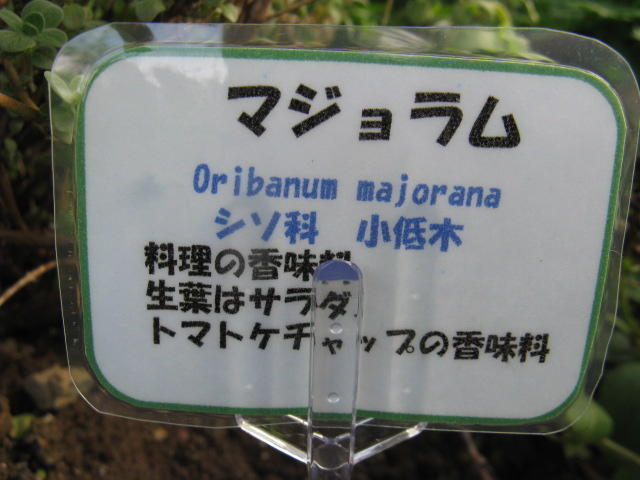 マジョラム
Oribanum majorana
シソ科　小低木
料理の香味料
生葉はサラダ、
トマトケチャップの香味料